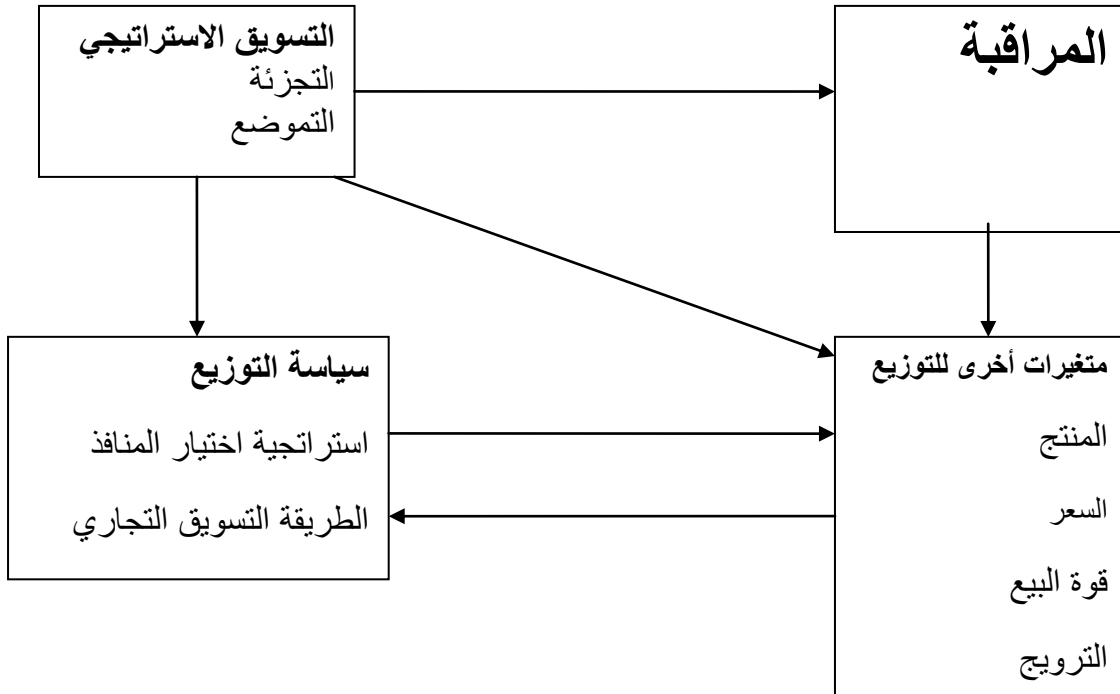 المراقبة
التسويق الاستراتيجي
التجزئة
التموضع
متغيرات أخرى للتوزيع
المنتج
السعر
قوة البيع
الترويج
سياسة التوزيع
استراتجية اختيار المنافذ
الطريقة التسويق التجاري